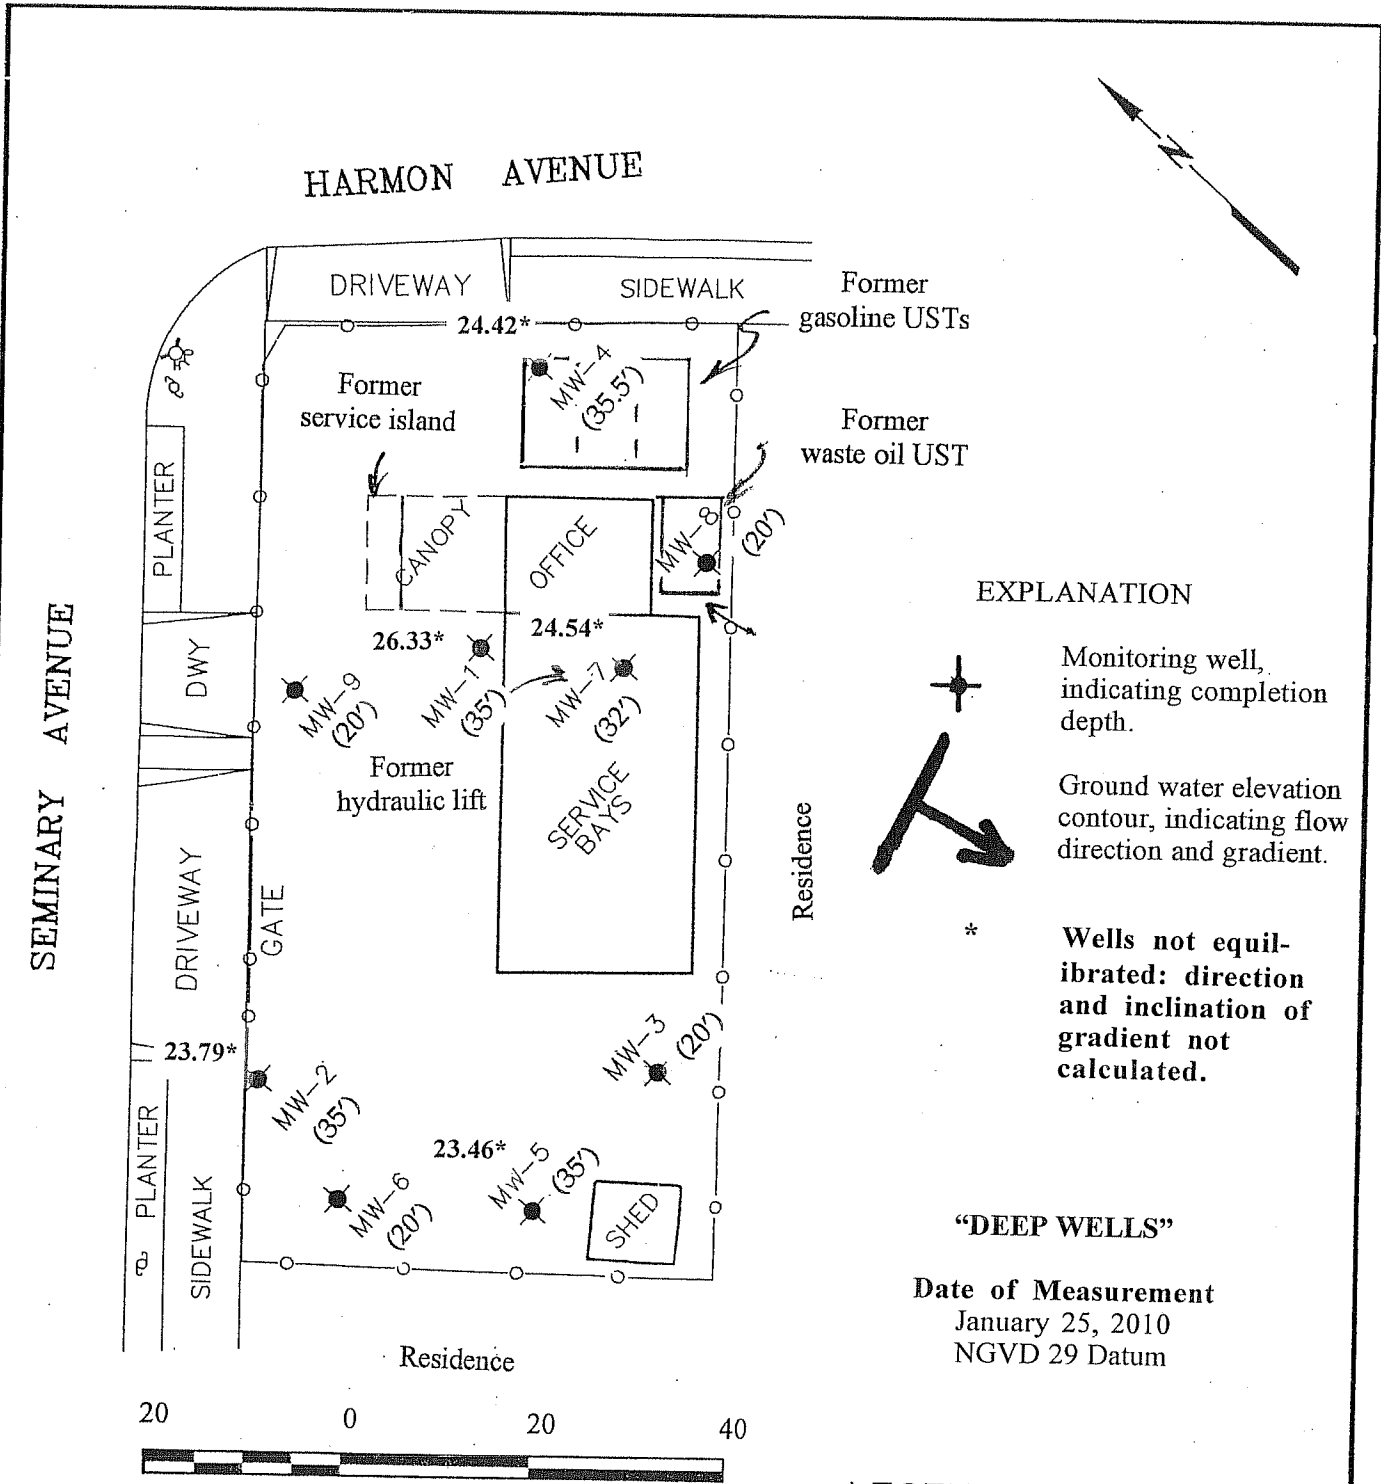 HARMON AVENUE
N
DRIVEWAY
SIDEWALK
Former
gasoline USTs
24.42*
MW-4
(35.5')
Former
service island
Former
waste oil UST
PLANTER
CANOPY
OFFICE
MW-8
(20')
SEMINARY AVENUE
DWY
26.33*
24.54*
MW-9
(20')
MW-1
(35')
MW-7
(32')
Former
hydraulic lift
SERVICE
BAYS
Residence
DRIVEWAY
GATE
EXPLANATION
Monitoring well,
indicating completion
depth.
Ground water elevation
contour, indicating flow
direction and gradient.
*
Wells not equil-
ibrated: direction
and inclination of
gradient not
calculated.
23.79*
MW-2
(35')
MW-3
(20')
PLANTER
SIDEWALK
23.46*
MW-6
(20')
MW-5
(35')
SHED
"DEEP WELLS"
Date of Measurement
January 25, 2010
NGVD 29 Datum
Residence
20 0 20 40